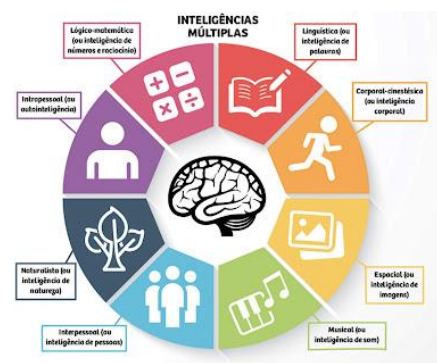 INTELIGÊNCIAS
MÚLTIPLAS
Lógico-matemática
(ou inteligência de
números e raciocínio)
Linguística (ou
inteligência de
palavras)
Intropessoal (ou
autointeligência)
Corporal-cinestésica
(ou inteligência
corporal)
Naturalista (ou
inteligência de
natureza)
Espacial (ou
inteligência de
imagens)
Interpessoal (ou
inteligência de pessoas)
Musical (ou
inteligência de som)